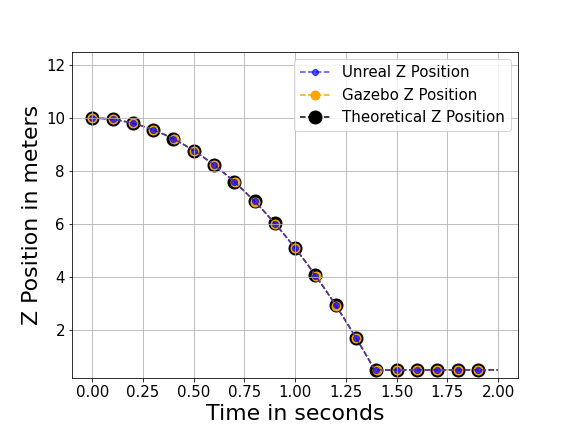 Unreal Z Position
Gazebo Z Position
Theoretical Z Position
Z Position in meters
12
10
8
6
4
2
0.00 0.25 0.50 0.75 1.00 1.25 1.50 1.75 2.00
Time in seconds